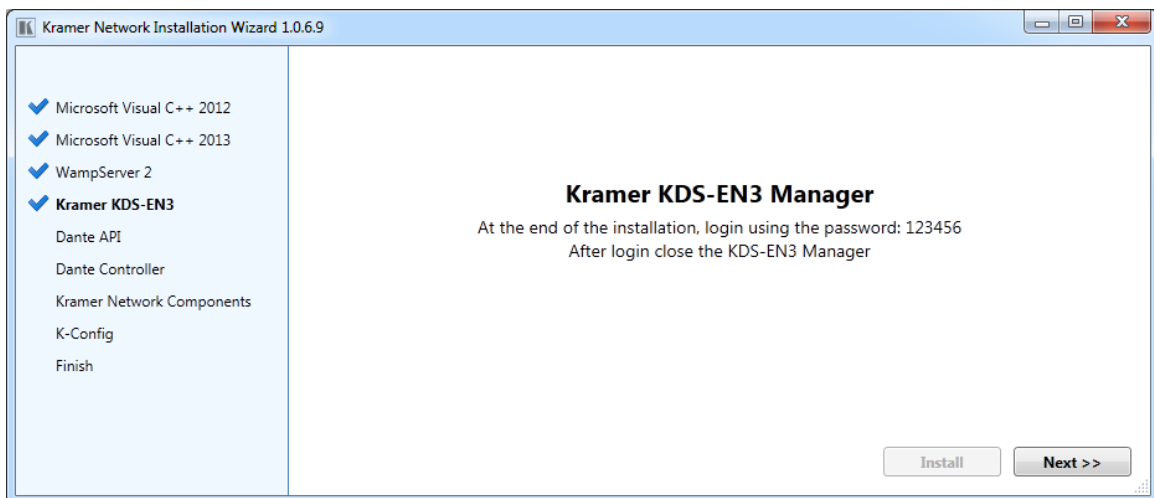 Kramer Network Installation Wizard 1.0.6.9
Microsoft Visual C++ 2012
Microsoft Visual C++ 2013
WampServer 2
Kramer KDS-EN3
Dante API
Dante Controller
Kramer Network Components
K-Config
Finish
Kramer KDS-EN3 Manager
At the end of the installation, login using the password: 123456
After login close the KDS-EN3 Manager
Install
Next >>